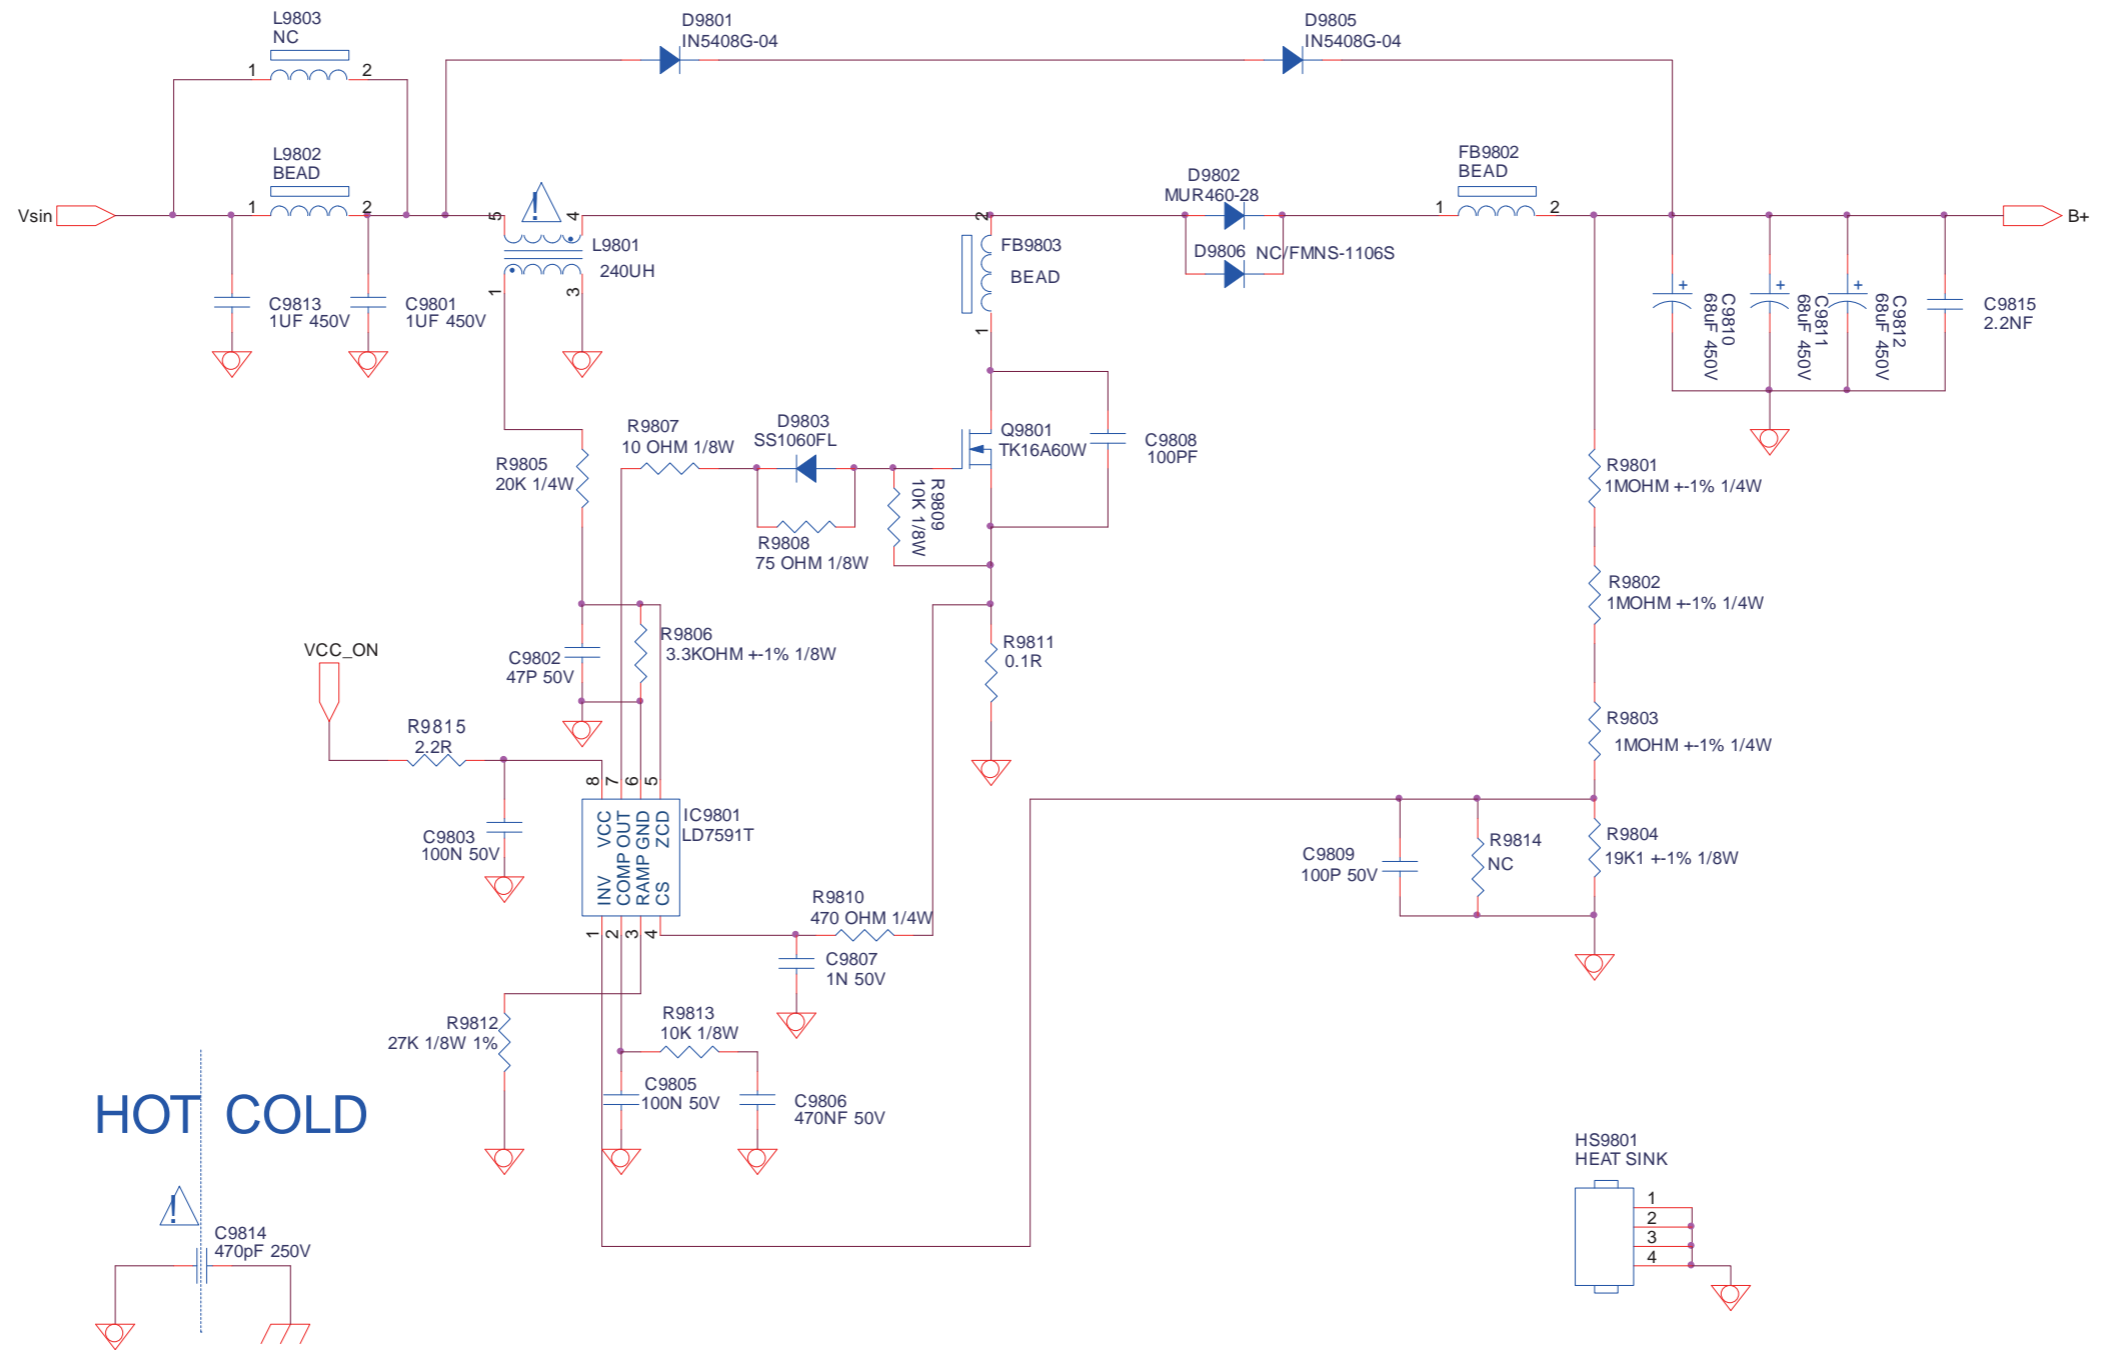 L9803
NC
1
2
D9801
IN5408G-04
D9805
IN5408G-04
L9802
BEAD
Vsin
1
2
5
!
4
L9801
240UH
1
3
C9813
1UF 450V
C9801
1UF 450V
2
FB9803
BEAD
1
D9802
MUR460-28
D9806
NC/FMNS-1106S
FB9802
BEAD
1
2
B+
+
C9810
68uF 450V
+
C9811
68uF 450V
+
C9812
68uF 450V
C9815
2.2NF
R9807
10 OHM 1/8W
D9803
SS1060FL
Q9801
TK16A60W
C9808
100PF
R9805
20K 1/4W
R9808
75 OHM 1/8W
R9809
10K 1/8W
R9801
1MOHM +-1% 1/4W
R9802
1MOHM +-1% 1/4W
R9803
1MOHM +-1% 1/4W
VCC_ON
C9802
47P 50V
R9806
3.3KOHM +-1% 1/8W
R9811
0.1R
R9815
2.2R
C9803
100N 50V
8
7
6
5
IC9801
LD7591T
INV VCC
COMP OUT
RAMP GND
CS ZCD
1
2
3
4
R9810
470 OHM 1/4W
C9807
1N 50V
C9809
100P 50V
R9814
NC
R9804
19K1 +-1% 1/8W
R9812
27K 1/8W 1%
R9813
10K 1/8W
C9805
100N 50V
C9806
470NF 50V
HOT COLD
!
C9814
470pF 250V
HS9801
HEAT SINK
1
2
3
4